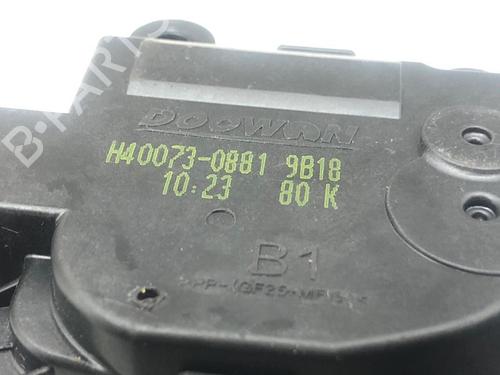 DOOWON
H40073-0881 9B18
10:23 80 K
B1
B-PARTS